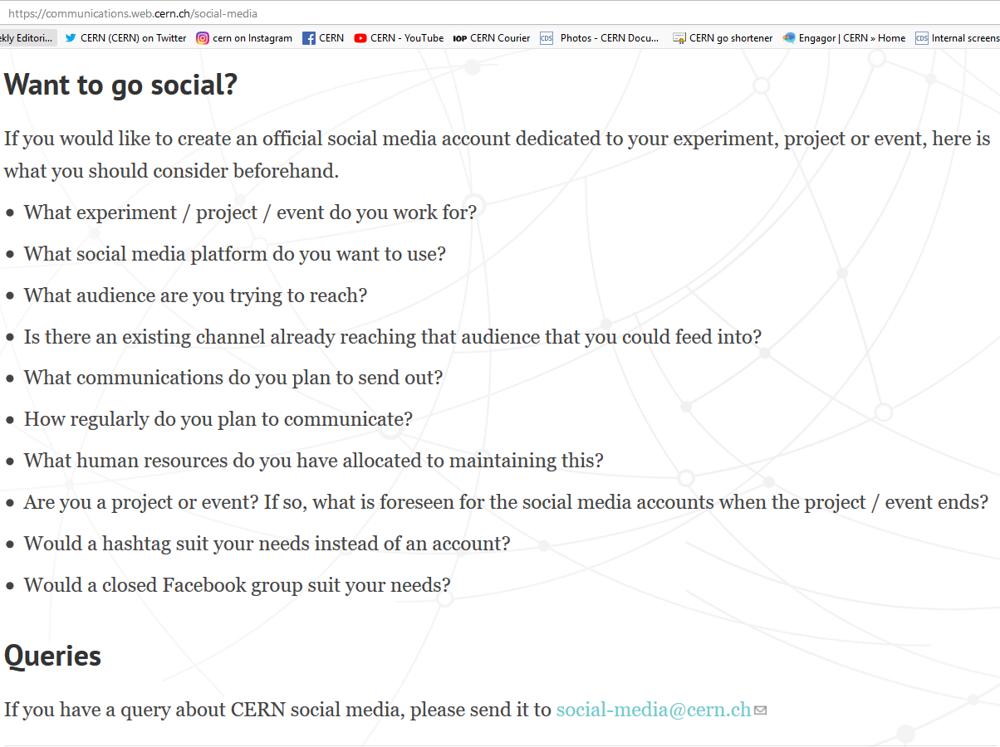 https://communications.web.cern.ch/social-media
ekly Editori... CERN (CERN) on Twitter cern on Instagram CERN CERN - YouTube IOP CERN Courier CDS Photos - CERN Docu... CERN go shortener Engagor | CERN » Home CDS Internal screens
Want to go social?
If you would like to create an official social media account dedicated to your experiment, project or event, here is
what you should consider beforehand.
• What experiment / project / event do you work for?
• What social media platform do you want to use?
• What audience are you trying to reach?
• Is there an existing channel already reaching that audience that you could feed into?
• What communications do you plan to send out?
• How regularly do you plan to communicate?
• What human resources do you have allocated to maintaining this?
• Are you a project or event? If so, what is foreseen for the social media accounts when the project / event ends?
• Would a hashtag suit your needs instead of an account?
• Would a closed Facebook group suit your needs?
Queries
If you have a query about CERN social media, please send it to social-media@cern.ch